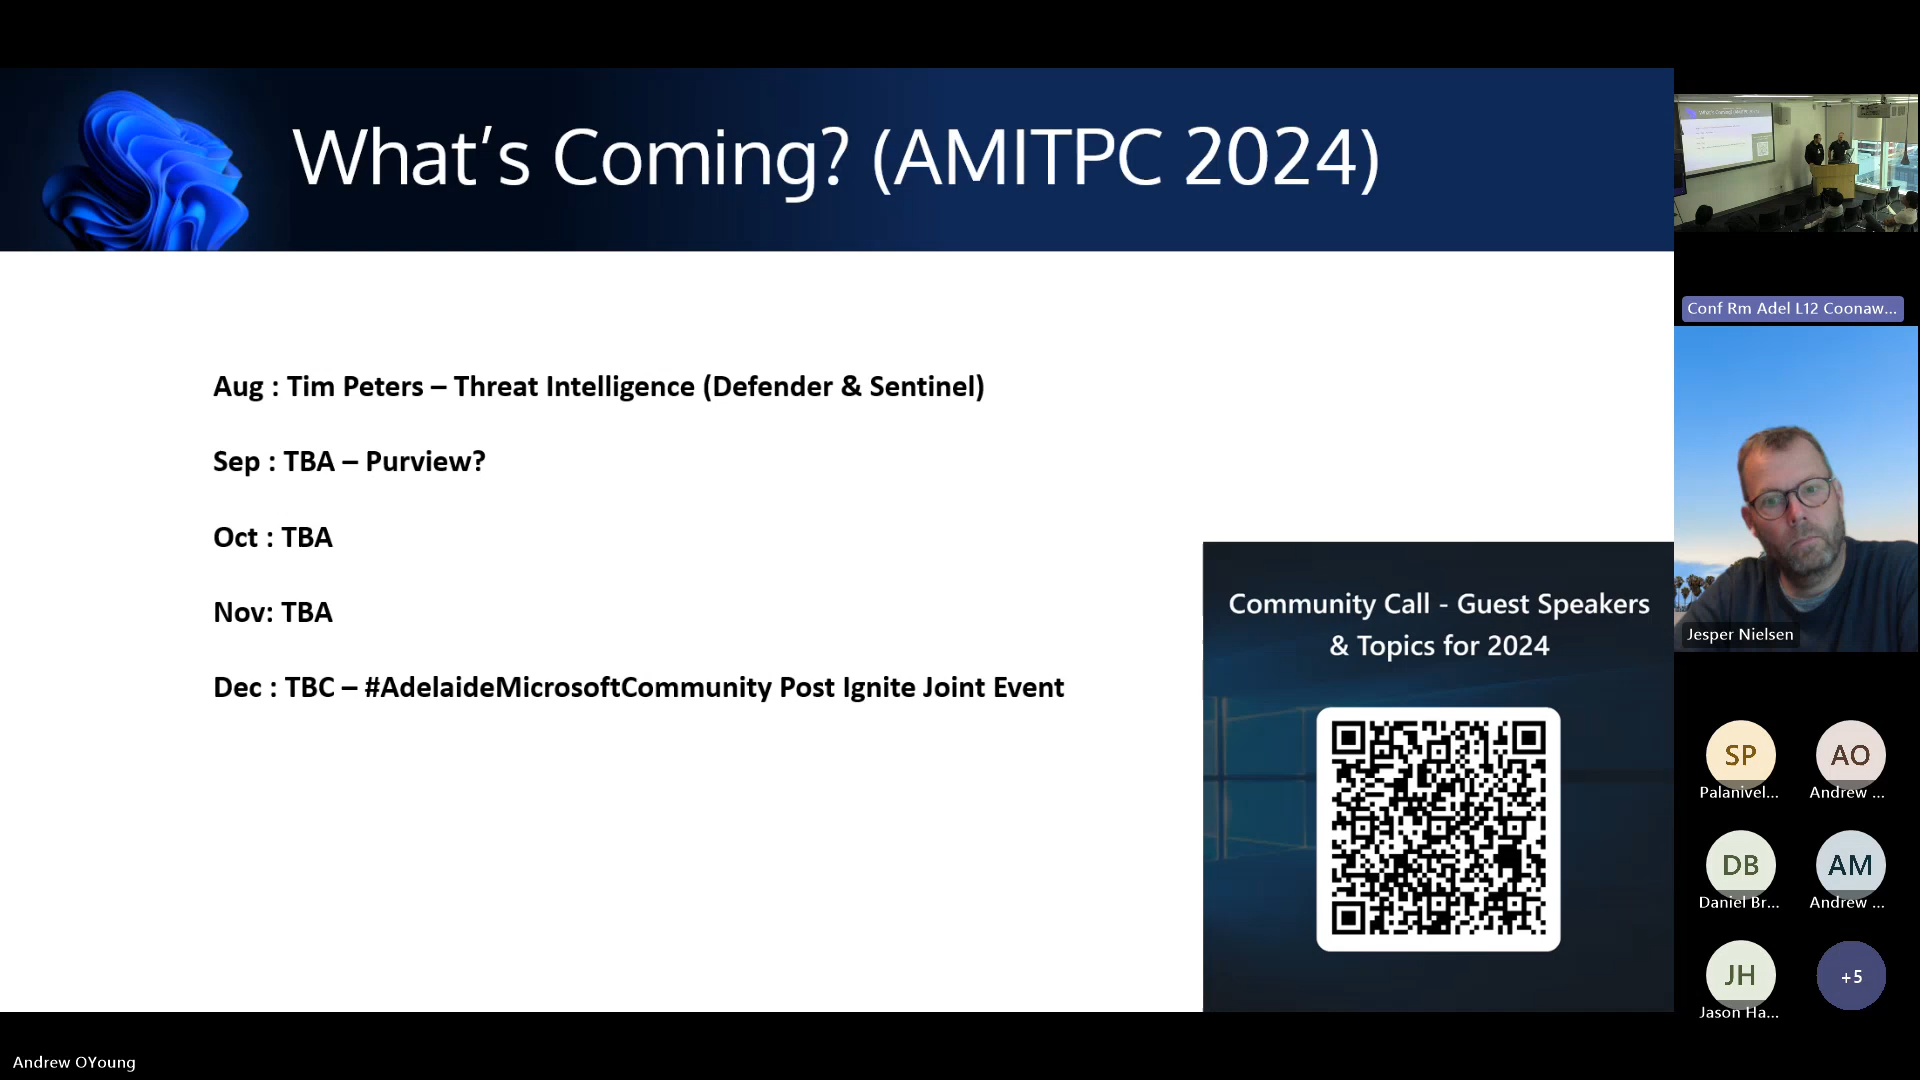 What's Coming? (AMITPC 2024)
Aug : Tim Peters – Threat Intelligence (Defender & Sentinel)
Sep : TBA – Purview?
Oct : TBA
Nov: TBA
Dec : TBC – #AdelaideMicrosoftCommunity Post Ignite Joint Event
Community Call - Guest Speakers
& Topics for 2024
Conf Rm Adel L12 Coonaw...
Jesper Nielsen
SP
Palanivel...
AO
Andrew ...
DB
Daniel Br...
AM
Andrew ...
JH
Jason Ha...
+5
Andrew OYoung